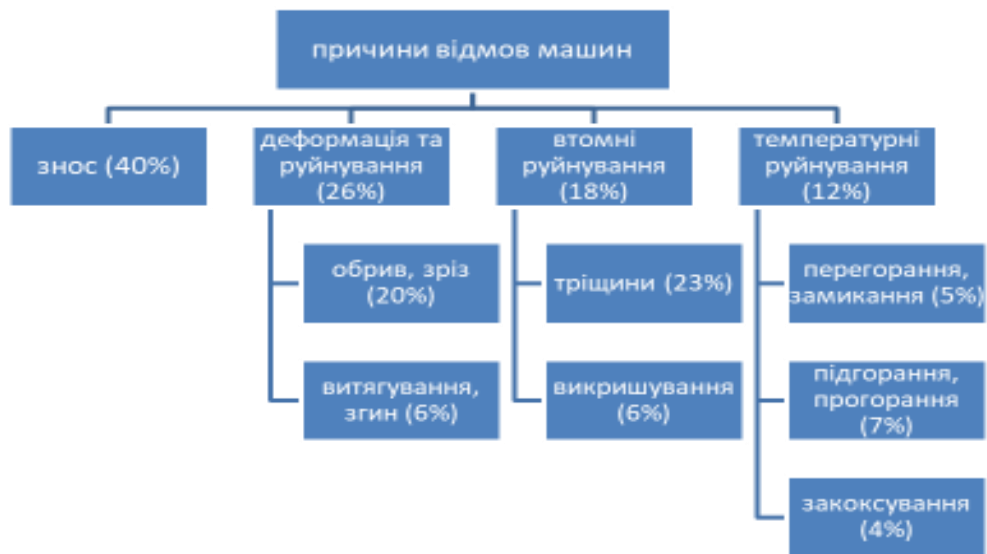 причини відмов машин
знос (40%)
деформація та
руйнування
(26%)
обрив, зріз
(20%)
витягування,
згин (6%)
втомні
руйнування
(18%)
тріщини (23%)
викришування
(6%)
температурні
руйнування
(12%)
перегорання,
замикання (5%)
підгорання,
прогорання
(7%)
закоксування
(4%)